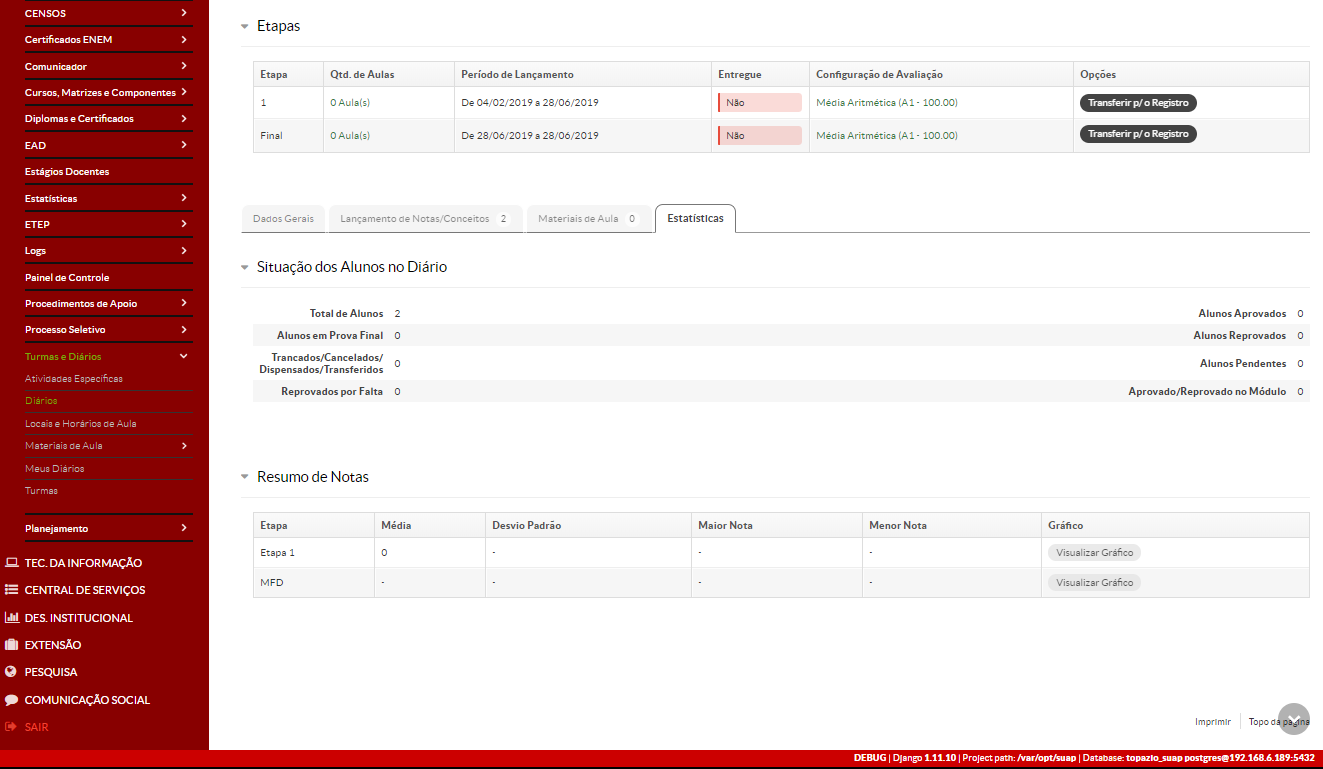 CENSOS
Certificados ENEM
Comunicador
Cursos, Matrizes e Componentes
Diplomas e Certificados
EAD
Estágios Docentes
Estatísticas
ETEP
Logs
Painel de Controle
Procedimentos de Apoio
Processo Seletivo
Turmas e Diários
Atividades Específicas
Diários
Locais e Horários de Aula
Materiais de Aula
Meus Diários
Turmas
Planejamento
TEC. DA INFORMAÇÃO
CENTRAL DE SERVIÇOS
DES. INSTITUCIONAL
EXTENSÃO
PESQUISA
COMUNICAÇÃO SOCIAL
SAIR
Etapas
Etapa Qtd. de Aulas Período de Lançamento Entregue Configuração de Avaliação Opções
1 0 Aula(s) De 04/02/2019 a 28/06/2019 Não Média Aritmética (A1 - 100.00) Transferir p/ o Registro
Final 0 Aula(s) De 28/06/2019 a 28/06/2019 Não Média Aritmética (A1 - 100.00) Transferir p/ o Registro
Dados Gerais Lançamento de Notas/Conceitos 2 Materiais de Aula 0 Estatísticas
Situação dos Alunos no Diário
Total de Alunos 2 Alunos Aprovados 0
Alunos em Prova Final 0 Alunos Reprovados 0
Trancados/Cancelados/
Dispensados/Transferidos 0 Alunos Pendentes 0
Reprovados por Falta 0 Aprovado/Reprovado no Módulo 0
Resumo de Notas
Etapa Média Desvio Padrão Maior Nota Menor Nota Gráfico
Etapa 1 0 - - - Visualizar Gráfico
MFD - - - - Visualizar Gráfico
Imprimir Topo da página
DEBUG | Django 1.11.10 | Project path: /var/opt/suap | Database: topazio_suap postgres@192.168.6.189:5432